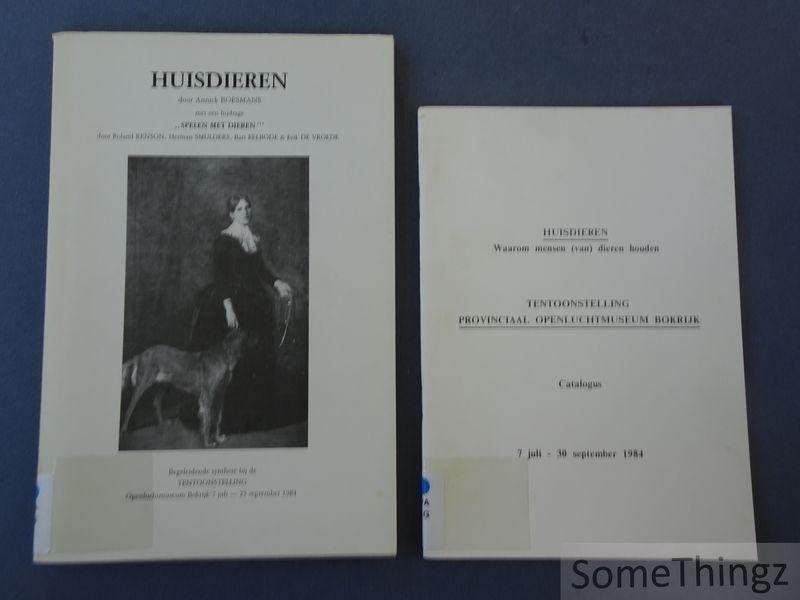 HUISDIEREN
door Annick BOESMANS
met een bijdrage
,,SPELEN MET DIEREN''
door Roland RENSON, Herman SMULDERS, Bart EELBODE & Erik DE VROEDE
Begeleidende synthese bij de
TENTOONSTELLING
Openluchtmuseum Bokrijk 7 juli — 23 september 1984
HUISDIEREN
Waarom mensen (van) dieren houden
TENTOONSTELLING
PROVINCIAAL OPENLUCHTMUSEUM BOKRIJK
Catalogus
7 juli - 30 september 1984
SomeThingz